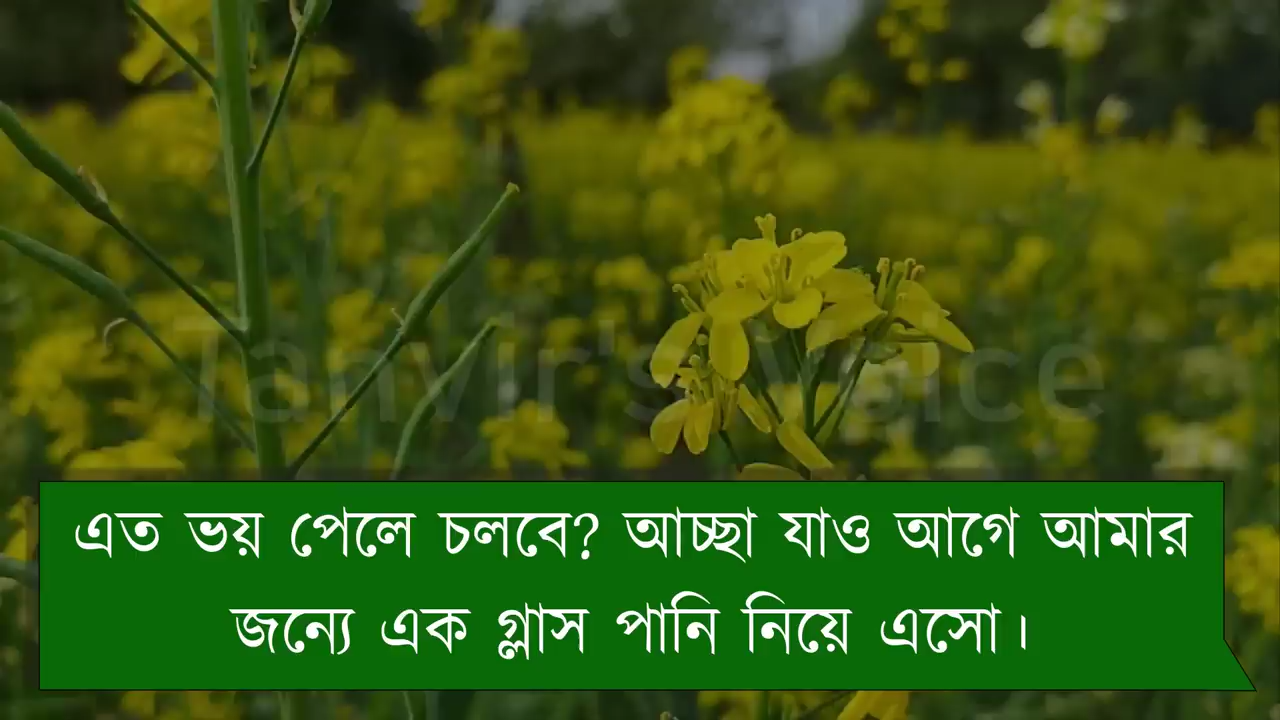 Tanvir's Voice
এত ভয় পেলে চলবে? আচ্ছা যাও আগে আমার
জন্যে এক গ্লাস পানি নিয়ে এসো।